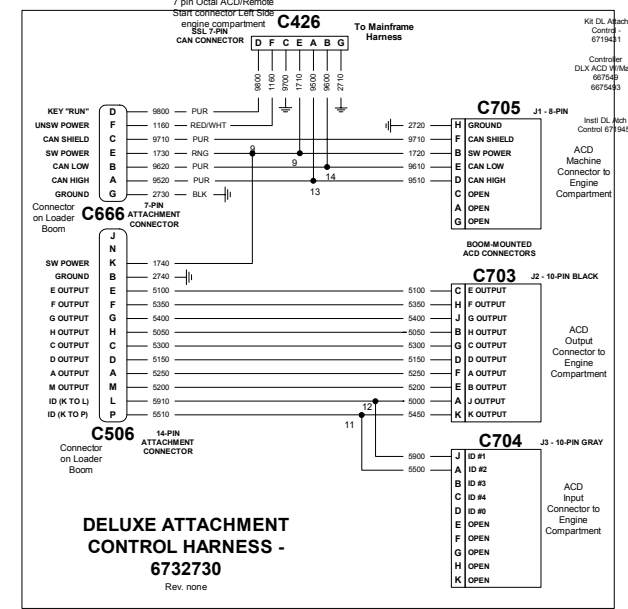 7 pin Octal ACD/Remote
Start connector Left Side
engine compartment
C426
SSL 7-PIN
CAN CONNECTOR
D F C E A B G
To Mainframe
Harness
9800 1160 9700 1710 9500 9600 2710
Kit DL Attach
Control -
6719431
Controller
DLX ACD W/Ma
667549
6675493
Instl DL Atch
Control 671945
KEY "RUN" D 9800 PUR
UNSW POWER F 1160 RED/WHT
CAN SHIELD C 9710 PUR
SW POWER E 1730 RNG
CAN LOW B 9620 PUR
CAN HIGH A 9520 PUR
GROUND G 2730 BLK
9
9
14
13
Connector
on Loader
Boom
C666
7-PIN
ATTACHMENT
CONNECTOR
C705
J1 - 8-PIN
2720 H GROUND
9710 F CAN SHIELD
1720 B SW POWER
9610 E CAN LOW
9510 D CAN HIGH
C OPEN
A OPEN
G OPEN
ACD
Machine
Connector to
Engine
Compartment
J
N
SW POWER K 1740
GROUND B 2740
E OUTPUT E 5100
F OUTPUT F 5350
G OUTPUT G 5400
H OUTPUT H 5050
C OUTPUT C 5300
D OUTPUT D 5150
A OUTPUT A 5250
M OUTPUT M 5200
ID (K TO L) L 5910
ID (K TO P) P 5510
12
11
C506
14-PIN
ATTACHMENT
CONNECTOR
Connector
on Loader
Boom
BOOM-MOUNTED
ACD CONNECTORS
C703
J2 - 10-PIN BLACK
5100 C E OUTPUT
5350 H F OUTPUT
5400 J G OUTPUT
5050 B H OUTPUT
5300 G C OUTPUT
5150 D D OUTPUT
5250 F A OUTPUT
5200 E B OUTPUT
5000 A J OUTPUT
5450 K K OUTPUT
ACD
Output
Connector to
Engine
Compartment
C704
J3 - 10-PIN GRAY
5900 J ID #1
5500 A ID #2
B ID #3
C ID #4
D ID #0
E OPEN
F OPEN
G OPEN
H OPEN
K OPEN
ACD
Input
Connector to
Engine
Compartment
DELUXE ATTACHMENT
CONTROL HARNESS -
6732730
Rev. none